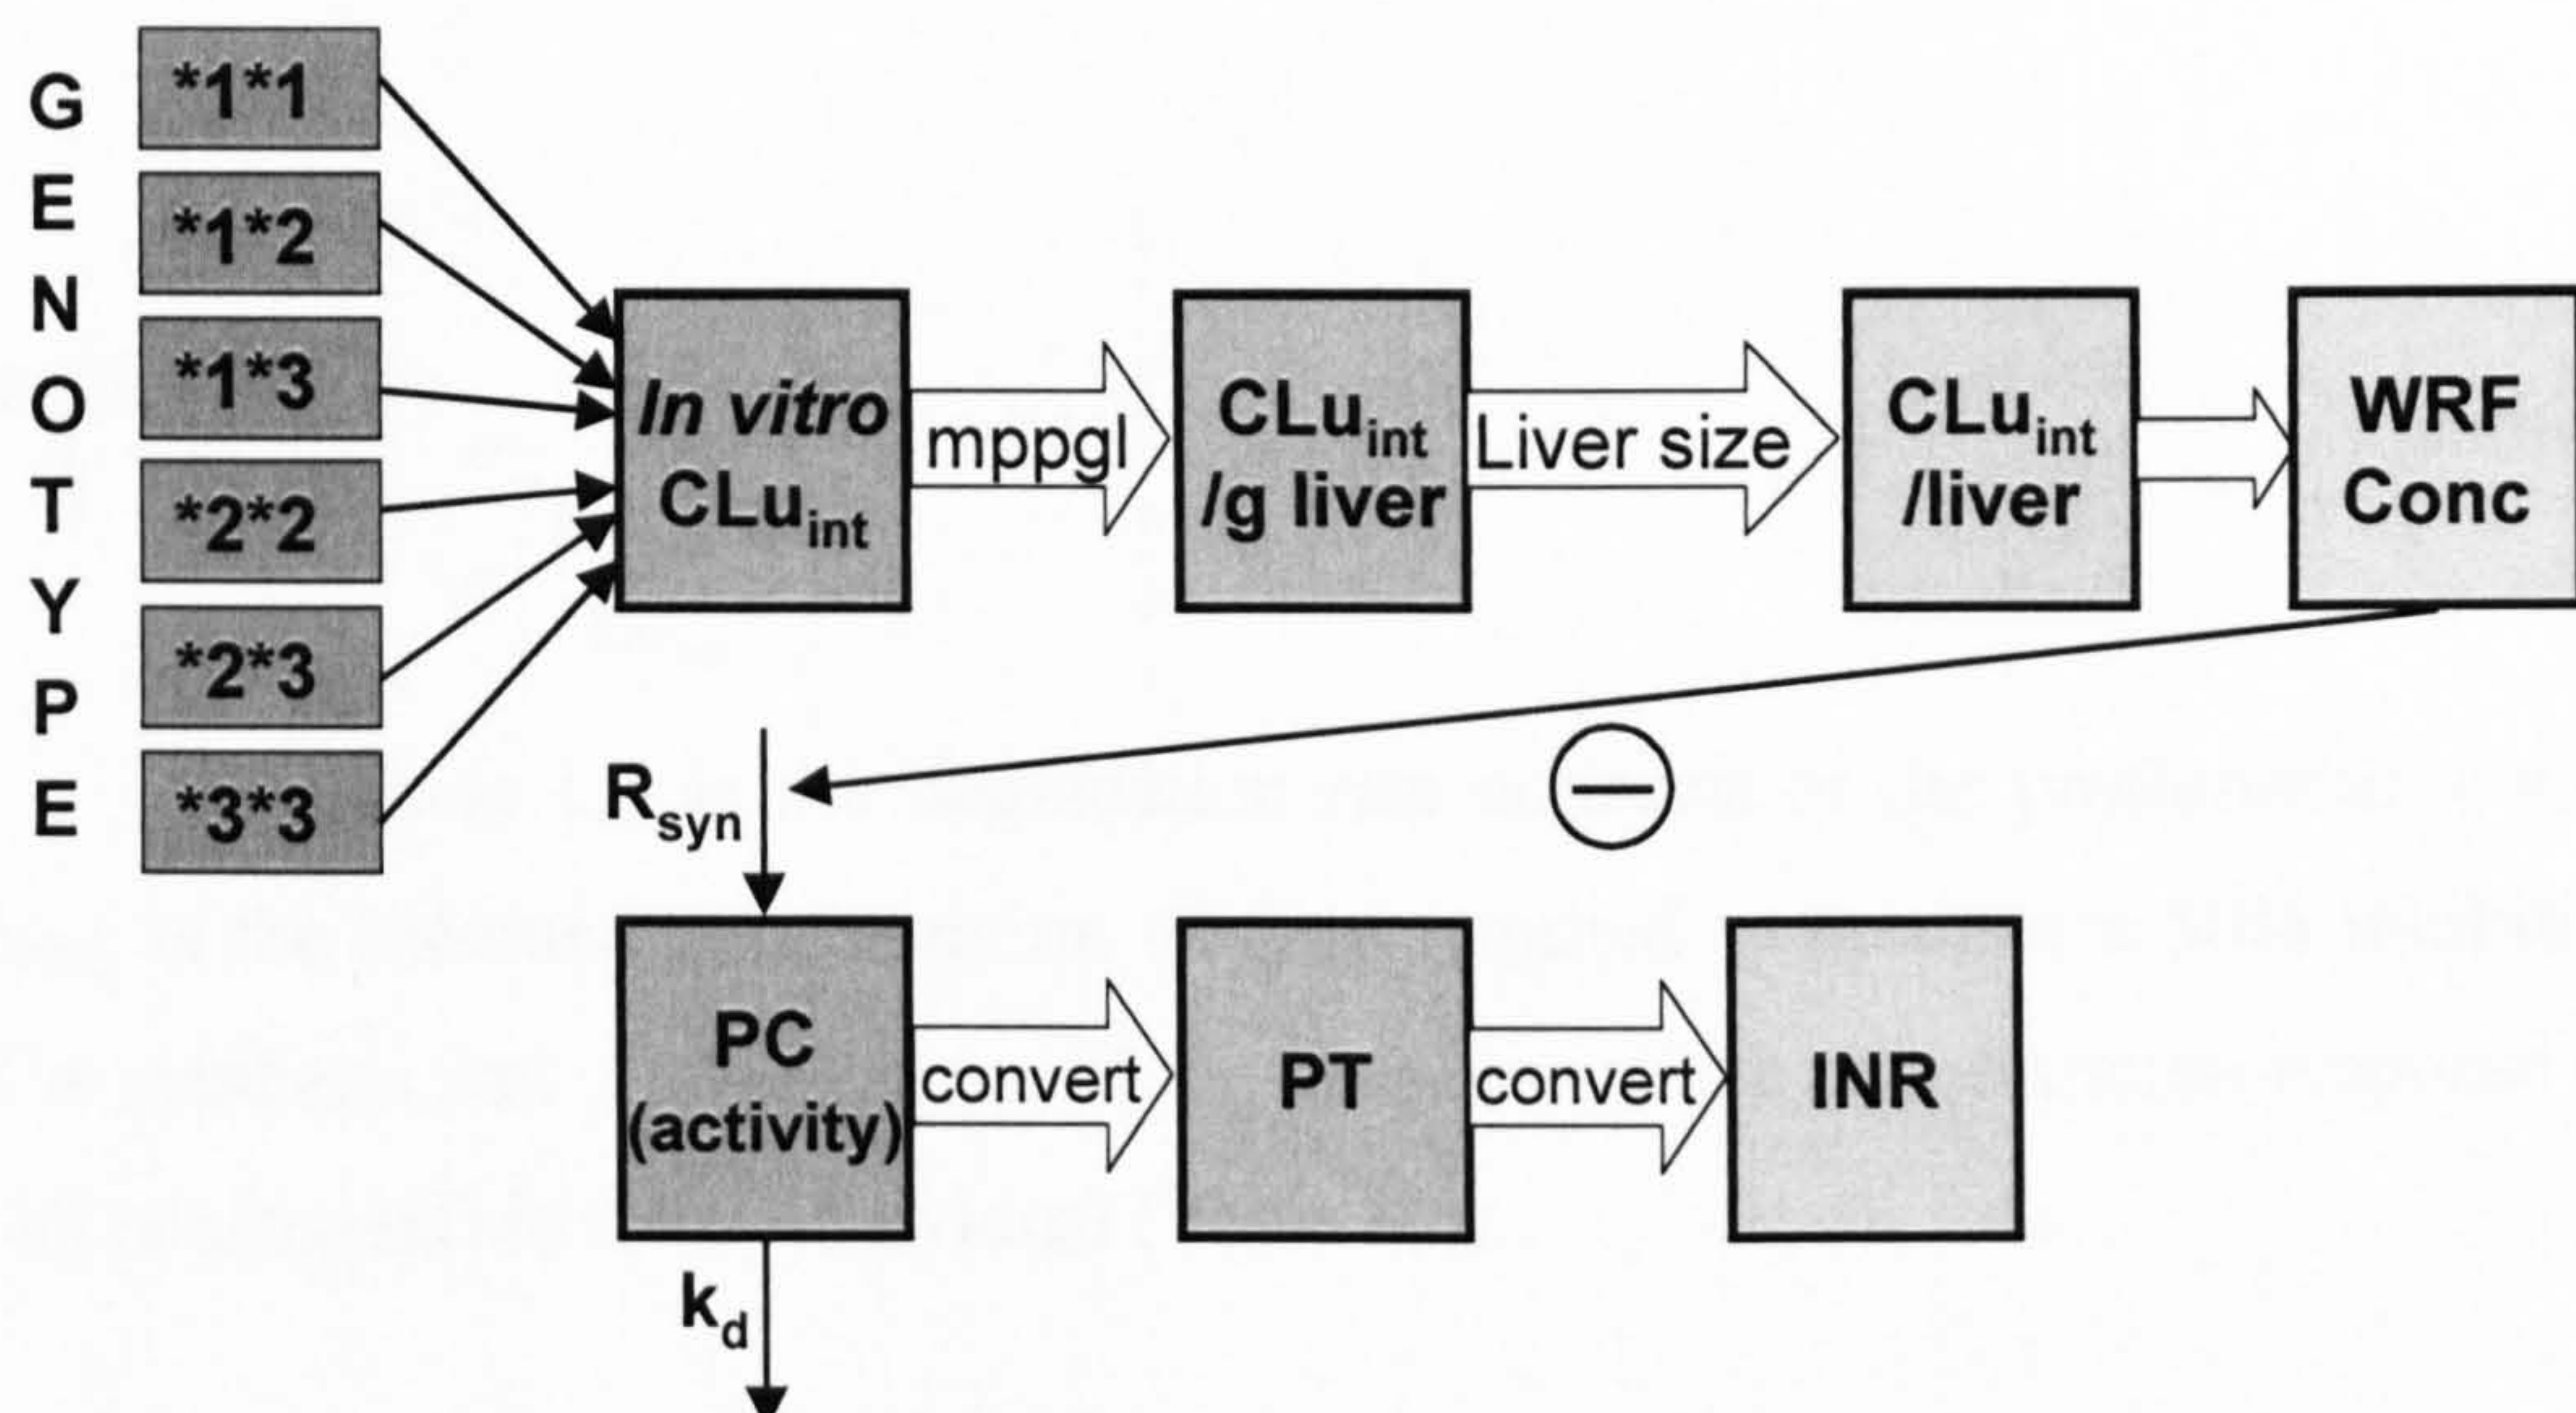 GENOTYPE
*1*1
*1*2
*1*3
*2*2
*2*3
*3*3
In vitro
CLuint
mppgl
CLuint
/g liver
Liver size
CLuint
/liver
WRF
Conc
Rsyn
−
PC
(activity)
convert
PT
convert
INR
kd